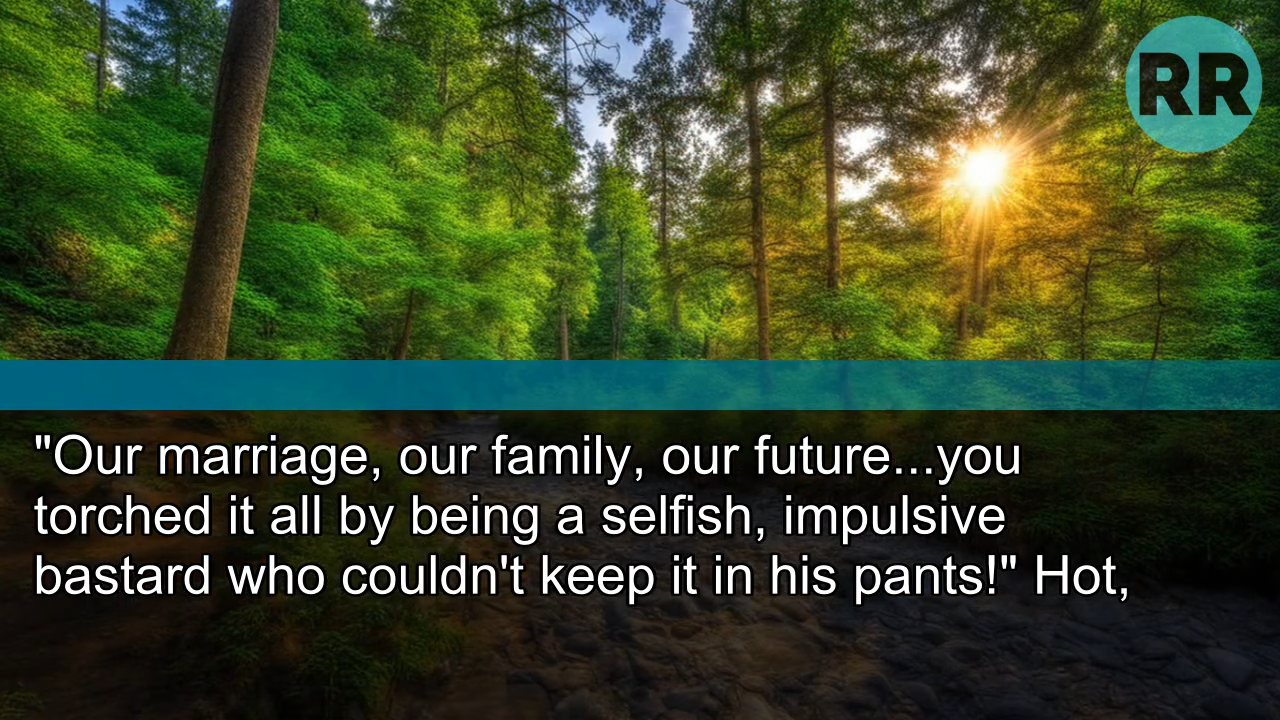 RR
"Our marriage, our family, our future...you
torched it all by being a selfish, impulsive
bastard who couldn't keep it in his pants!" Hot,